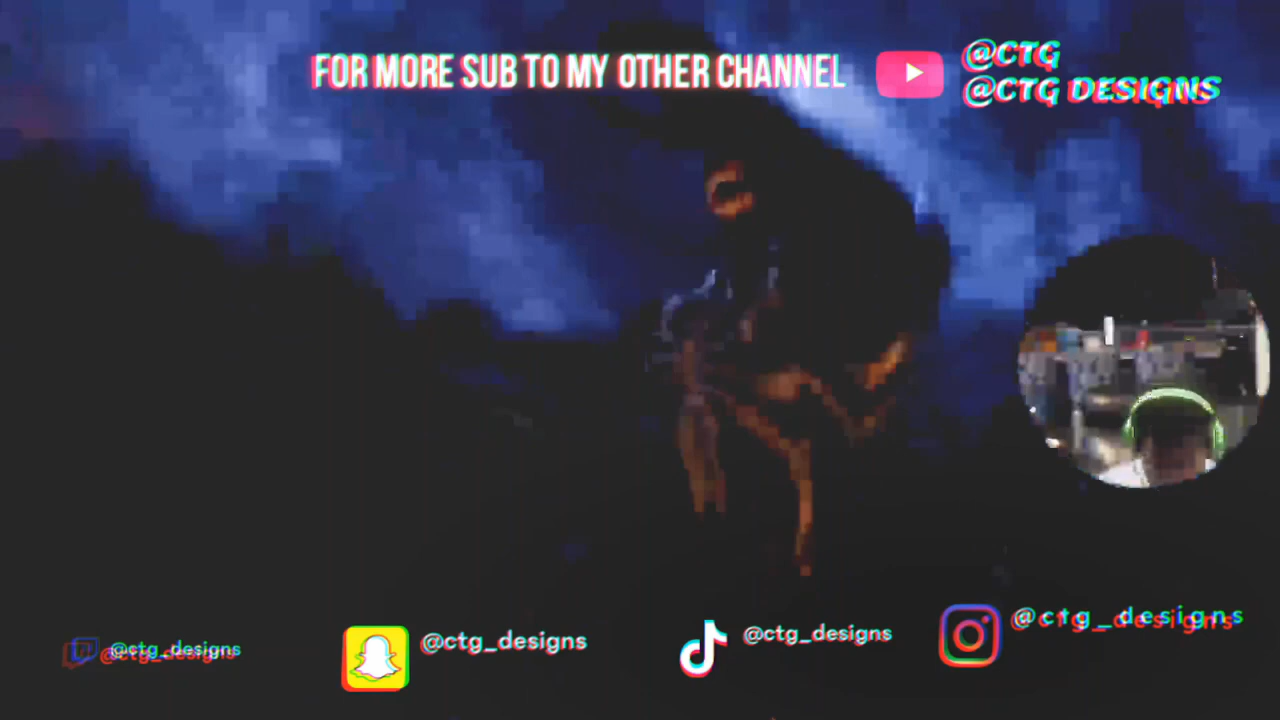 FOR MORE SUB TO MY OTHER CHANNEL
@CTG
@CTG DESIGNS
@ctg_designs
@ctg_designs
@ctg_designs
@ctg_designs